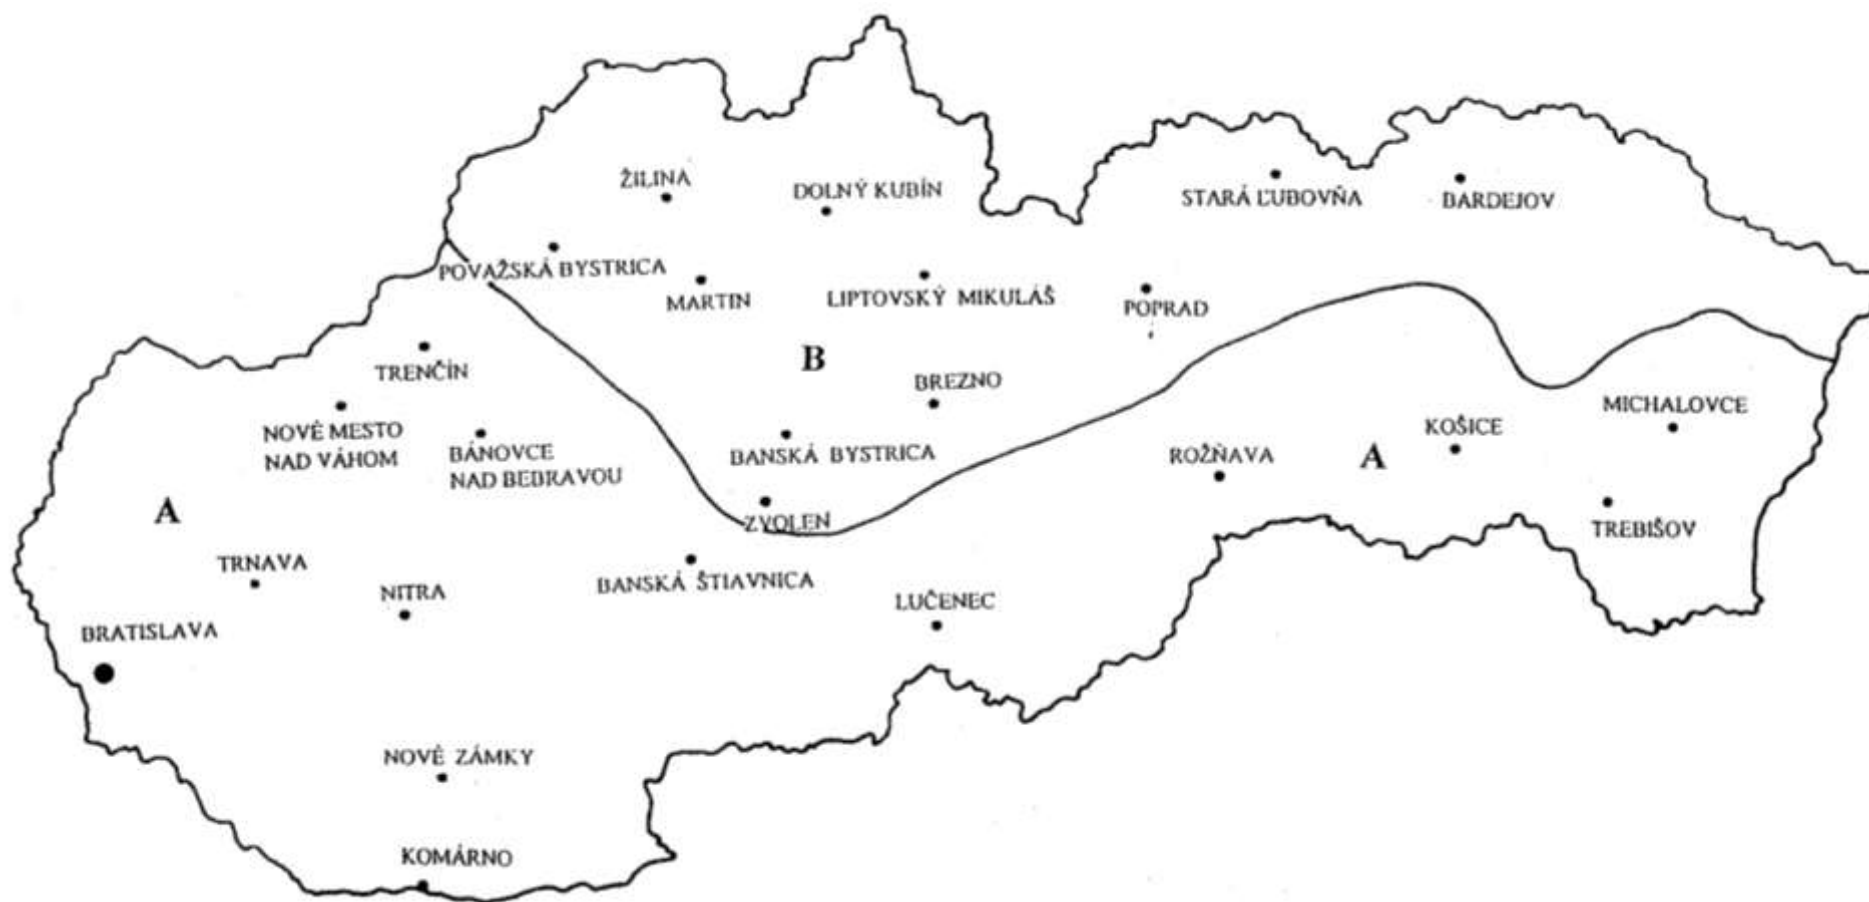 ŽILINA
DOLNÝ KUBÍN
STARÁ ĽUBOVŇA
BARDEJOV
POVAŽSKÁ BYSTRICA
MARTIN
LIPTOVSKÝ MIKULÁŠ
POPRAD
B
TRENČÍN
BREZNO
NOVÉ MESTO
NAD VÁHOM
BÁNOVCE
NAD BEBRAVOU
BANSKÁ BYSTRICA
ROŽŇAVA
A
KOŠICE
MICHALOVCE
A
ZVOLEN
TREBIŠOV
TRNAVA
NITRA
BANSKÁ ŠTIAVNICA
LUČENEC
BRATISLAVA
NOVÉ ZÁMKY
KOMÁRNO